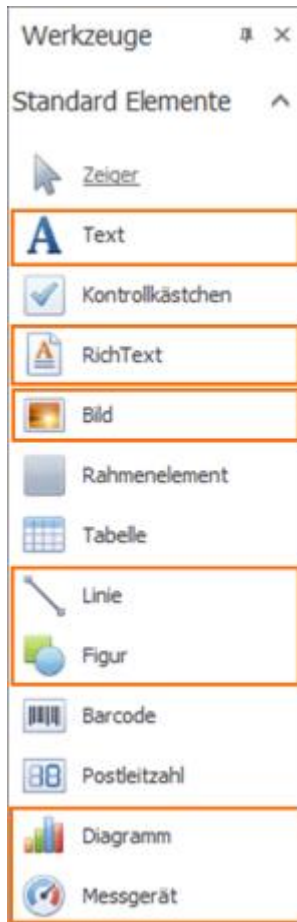 Werkzeuge
Standard Elemente
Zeiger
Text
Kontrollkästchen
RichText
Bild
Rahmenelement
Tabelle
Linie
Figur
Barcode
Postleitzahl
Diagramm
Messgerät